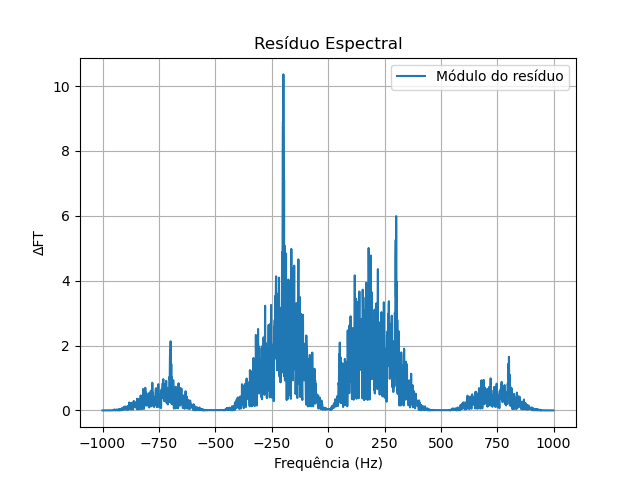 Resíduo Espectral
Módulo do resíduo
ΔFT
10
8
6
4
2
0
−1000 −750 −500 −250 0 250 500 750 1000
Frequência (Hz)